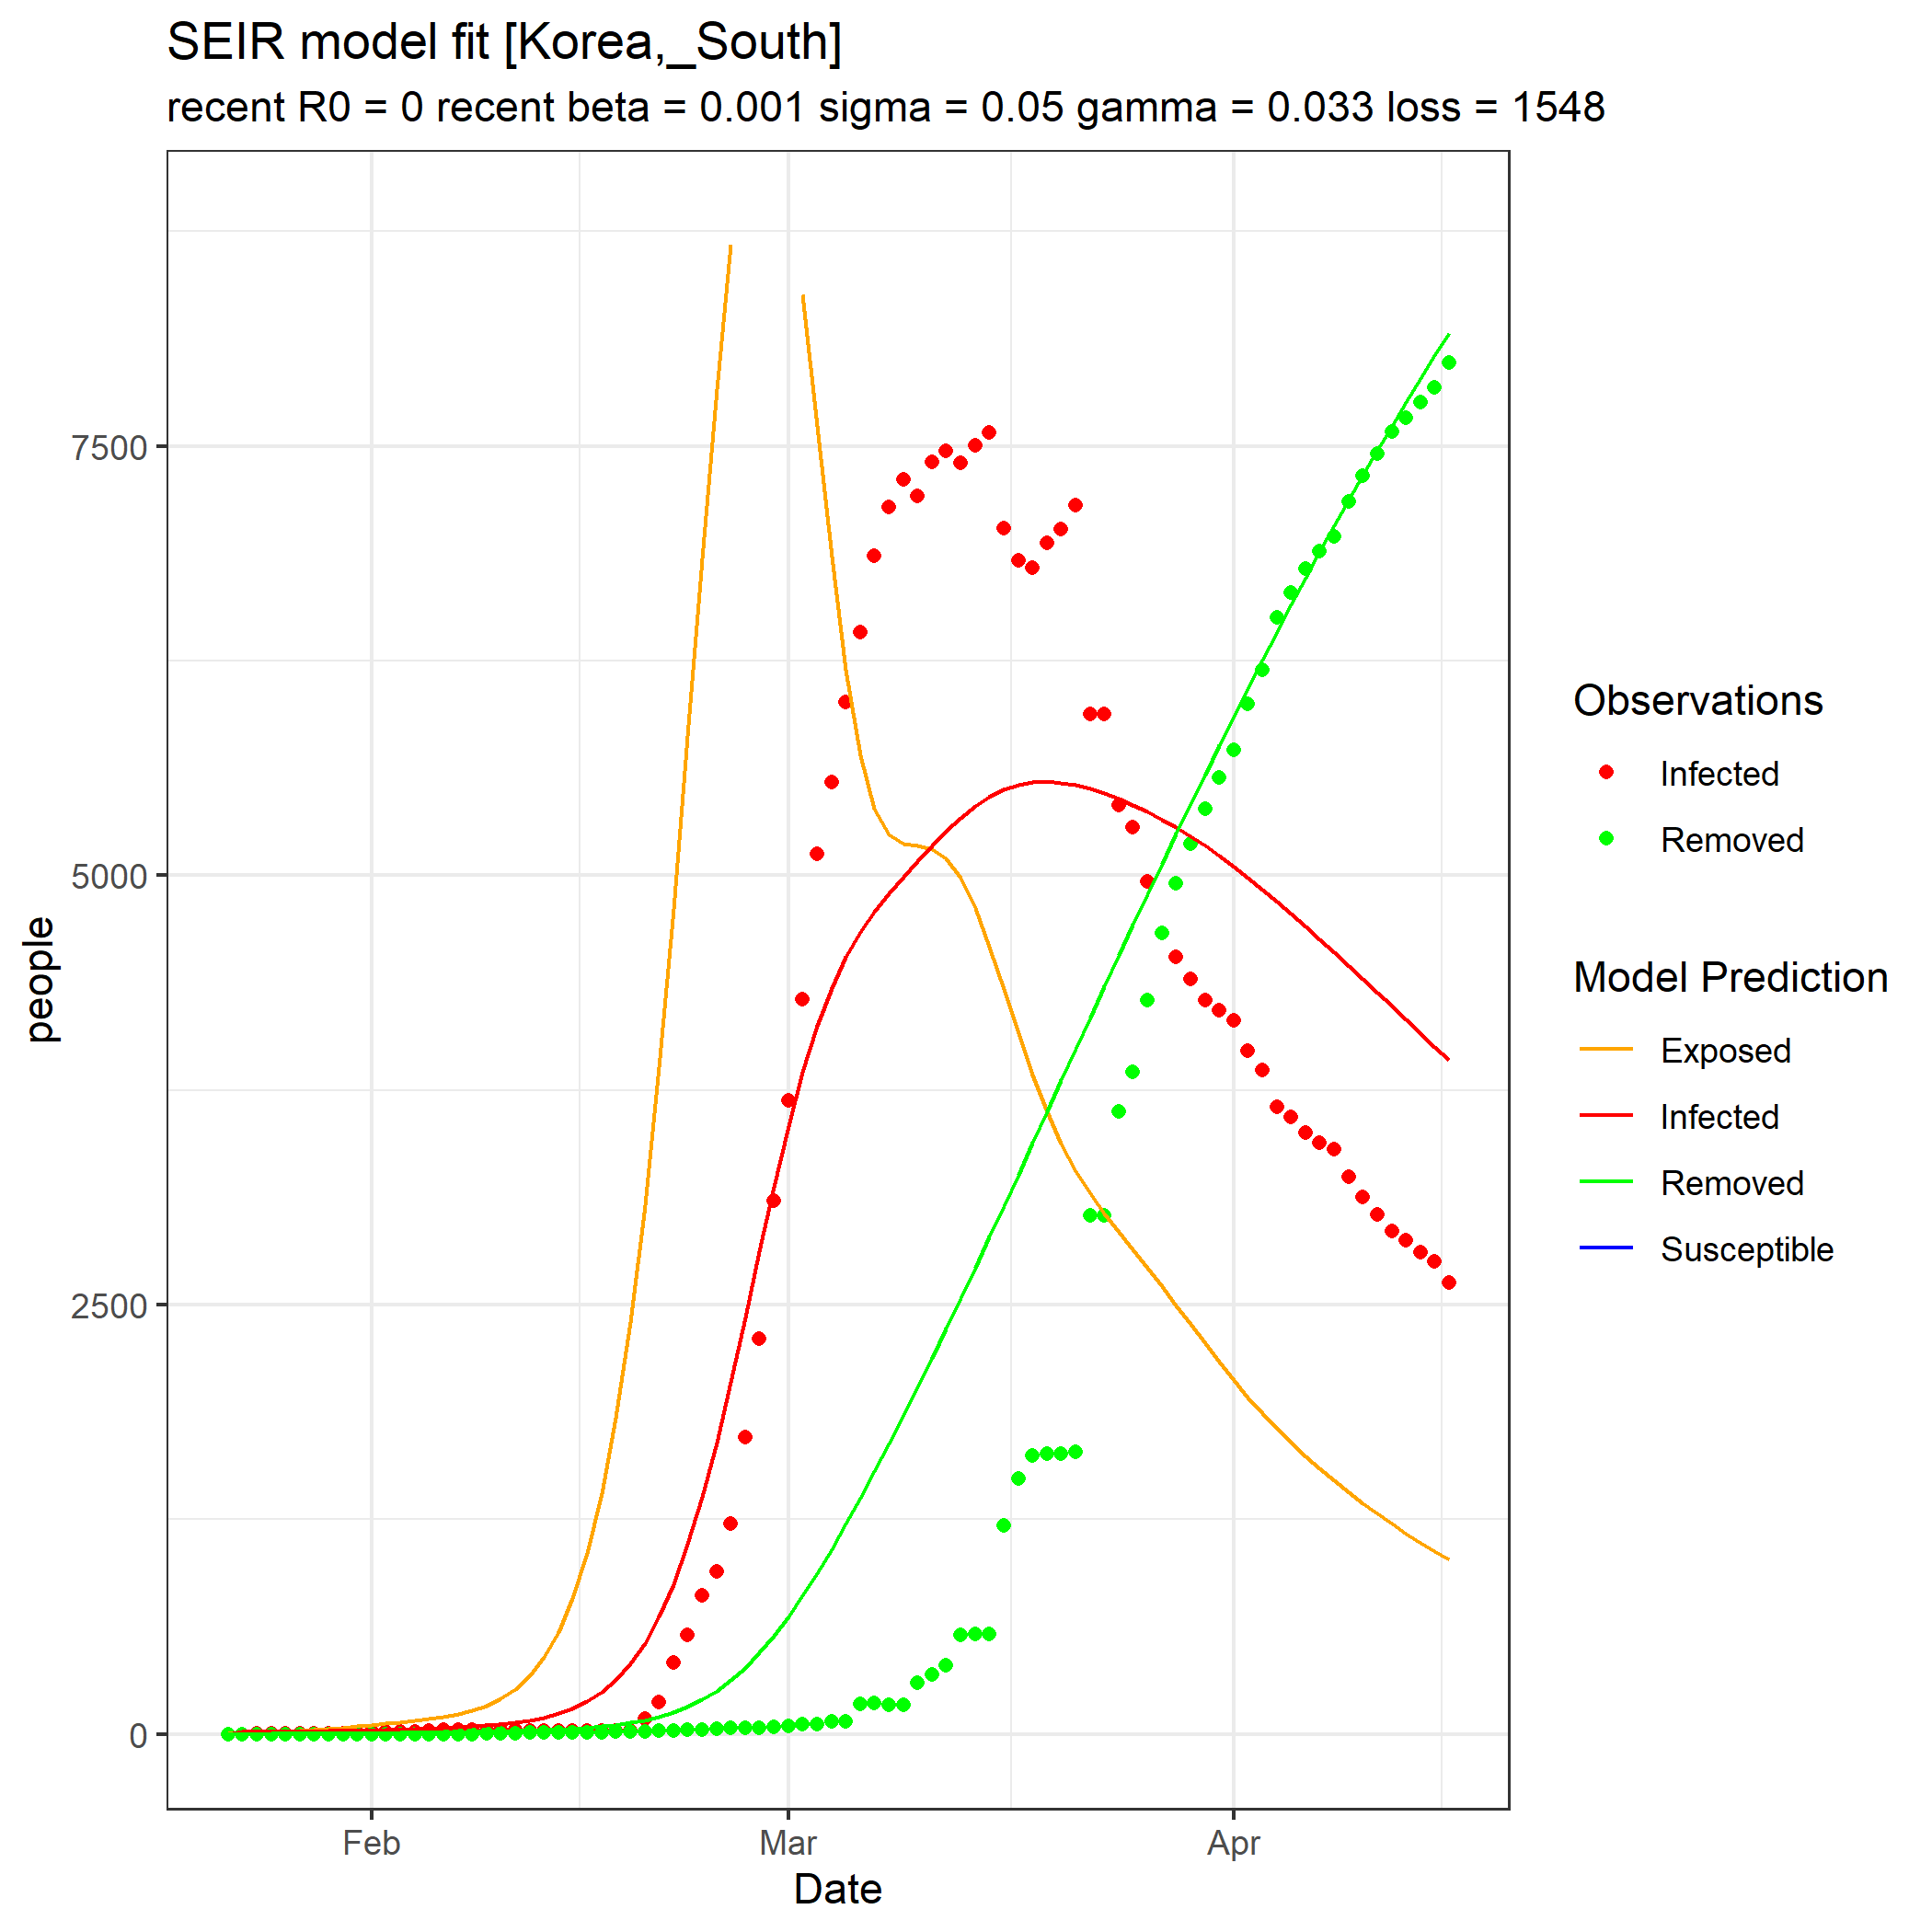 SEIR model fit [Korea,_South]
recent R0 = 0 recent beta = 0.001 sigma = 0.05 gamma = 0.033 loss = 1548
people
7500
5000
2500
0
Feb
Mar
Apr
Date
Observations
Infected
Removed
Model Prediction
Exposed
Infected
Removed
Susceptible